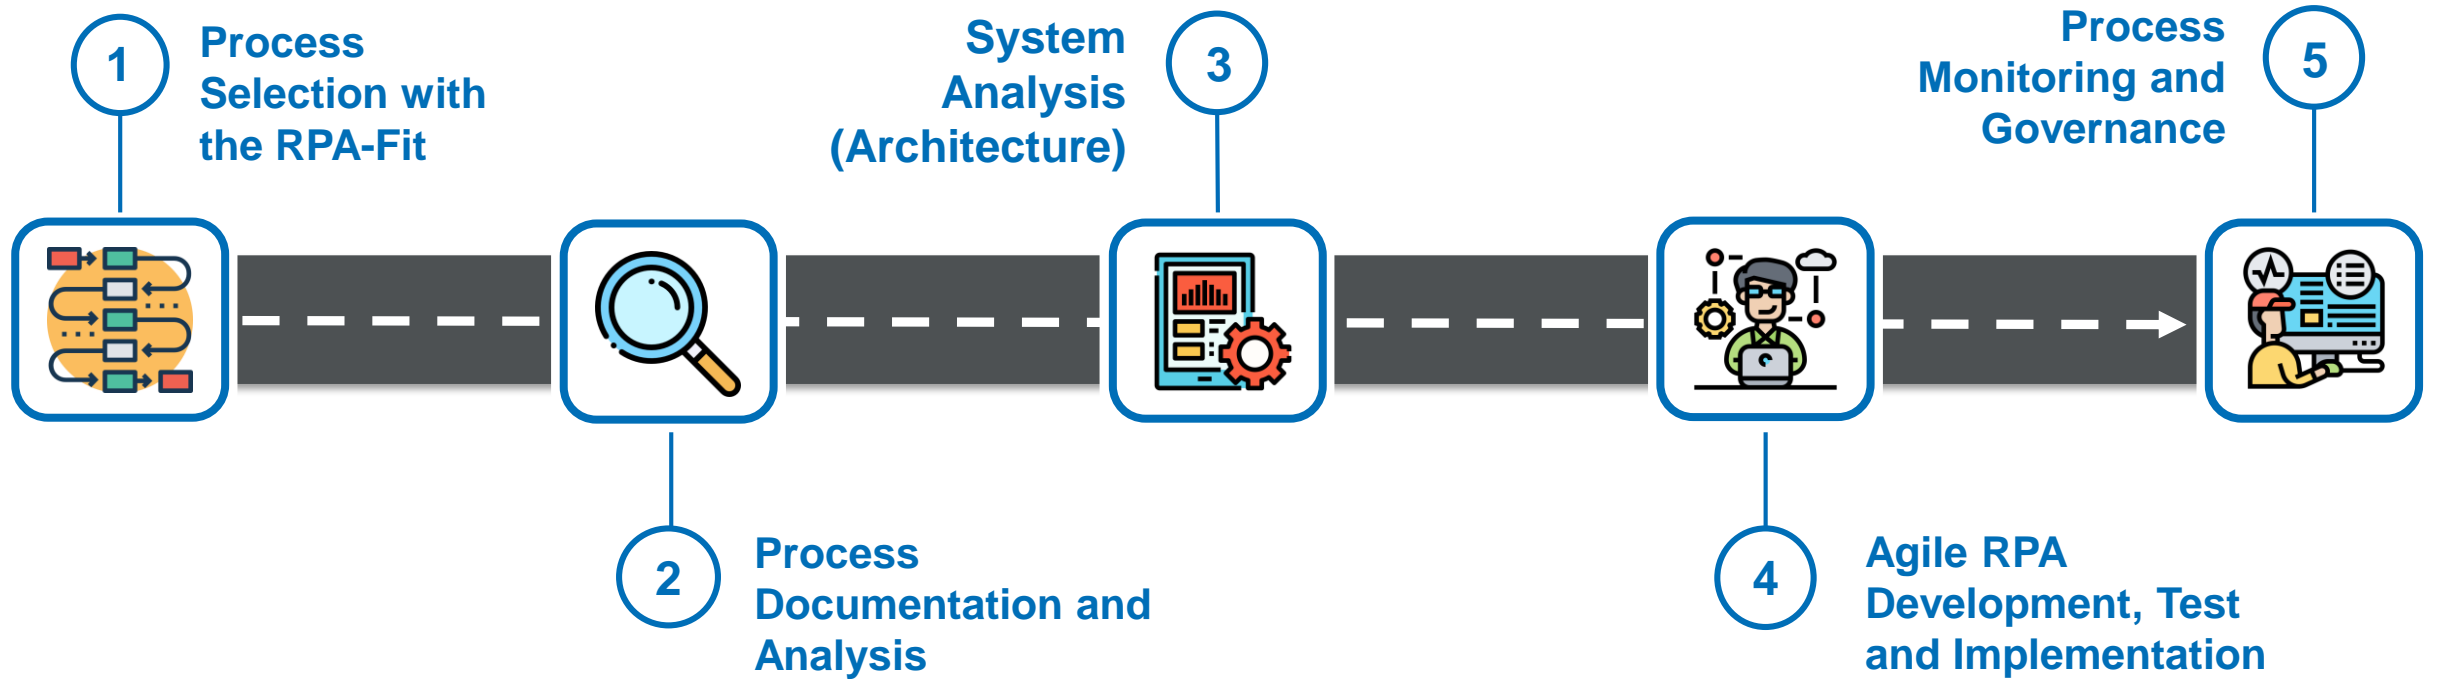 1
Process
Selection with
the RPA-Fit
2
Process
Documentation and
Analysis
3
System
Analysis
(Architecture)
4
Agile RPA
Development, Test
and Implementation
5
Process
Monitoring and
Governance